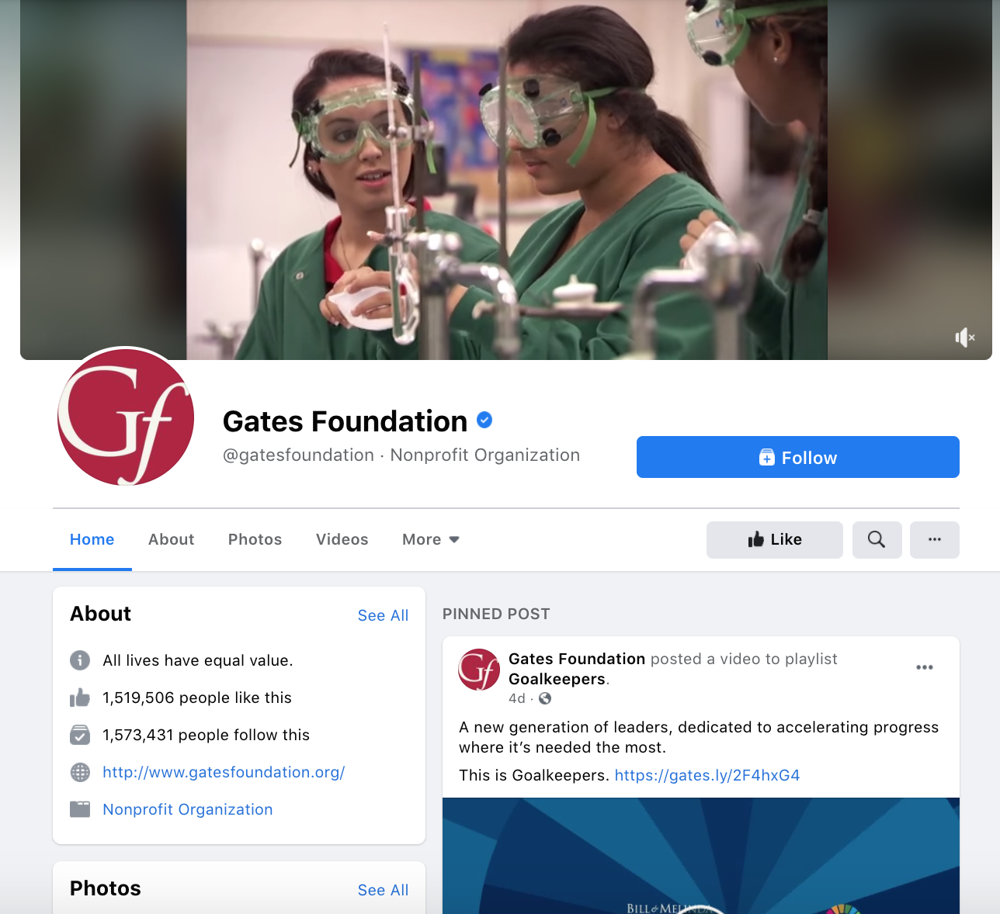 Gf
Gates Foundation
@gatesfoundation · Nonprofit Organization
Follow
Home
About
Photos
Videos
More
Like
About
See All
All lives have equal value.
1,519,506 people like this
1,573,431 people follow this
http://www.gatesfoundation.org/
Nonprofit Organization
Photos
See All
PINNED POST
Gf
Gates Foundation posted a video to playlist
Goalkeepers.
4d ·
A new generation of leaders, dedicated to accelerating progress
where it’s needed the most.
This is Goalkeepers. https://gates.ly/2F4hxG4
BILL & MELINDA